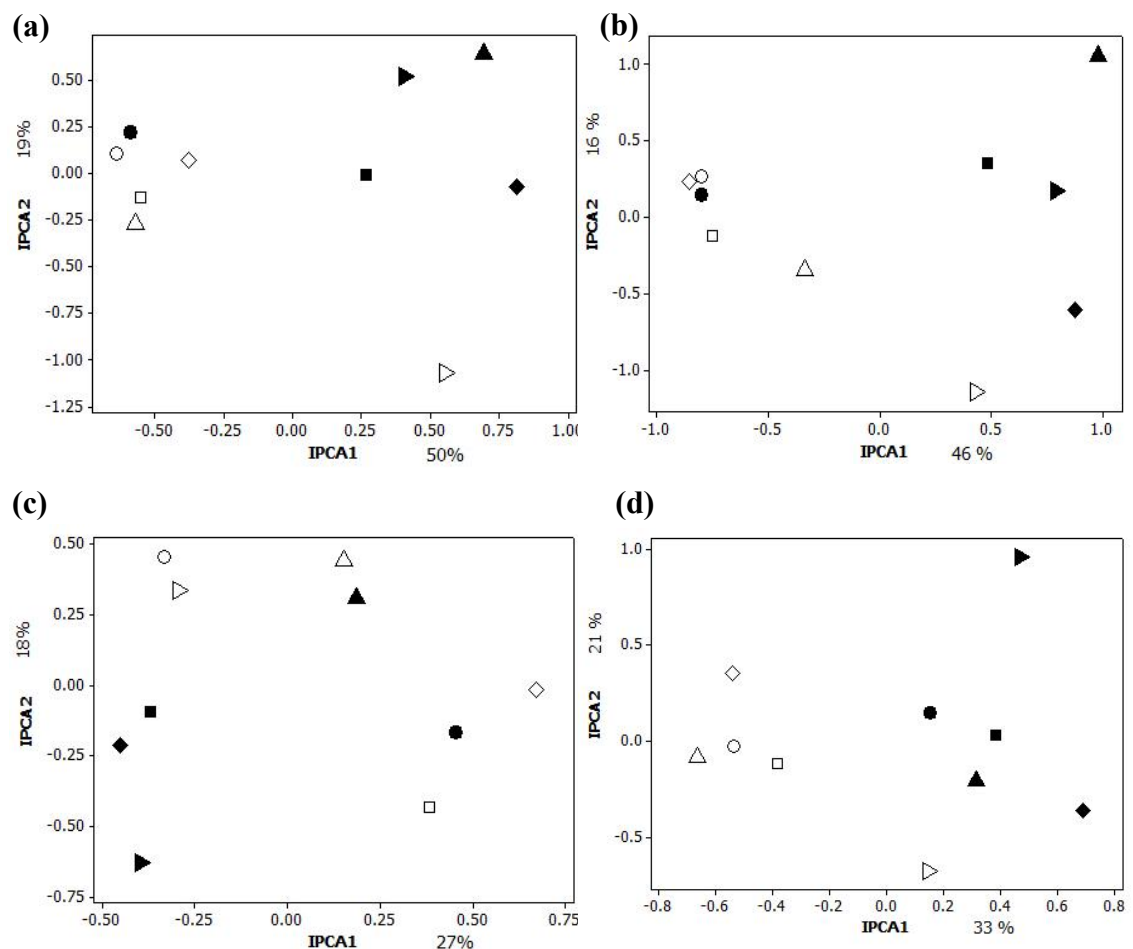 (a)
0.50
0.25
0.00
-0.25
-0.50
-0.75
-1.00
-1.25
IPCA2
19%
-0.50 -0.25 0.00 0.25 0.50 0.75 1.00
IPCA1 50%
(b)
1.0
0.5
0.0
-0.5
-1.0
IPCA2
16 %
-1.0 -0.5 0.0 0.5 1.0
IPCA1 46 %
(c)
0.50
0.25
0.00
-0.25
-0.50
-0.75
IPCA2
18%
-0.50 -0.25 0.00 0.25 0.50 0.75
IPCA1 27%
(d)
1.0
0.5
0.0
-0.5
IPCA2
21 %
-0.8 -0.6 -0.4 -0.2 0.0 0.2 0.4 0.6 0.8
IPCA1 33 %